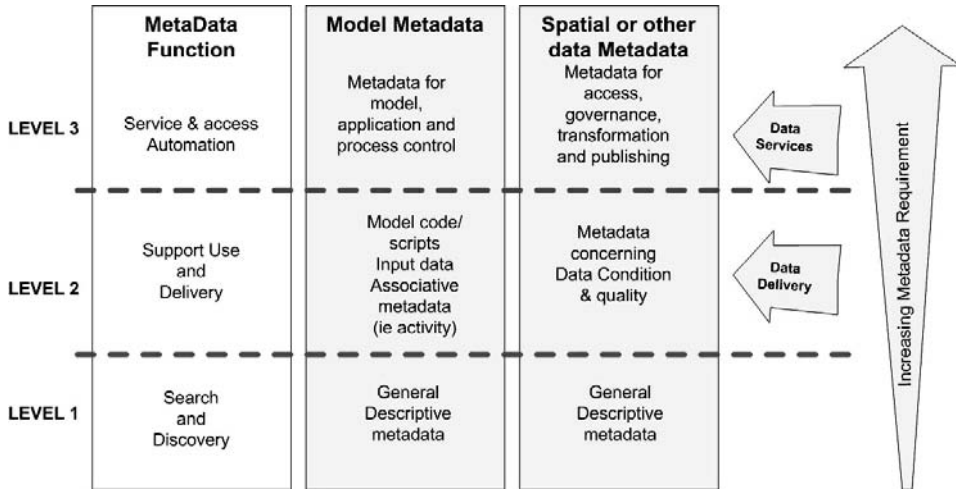 MetaData
Function
Model Metadata
Spatial or other
data Metadata
LEVEL 3
Service & access
Automation
Metadata for
model,
application and
process control
Metadata for
access,
governance,
transformation
and publishing
Data
Services
LEVEL 2
Support Use
and
Delivery
Model code/
scripts
Input data
Associative
metadata
(ie activity)
Metadata
concerning
Data Condition
& quality
Data
Delivery
LEVEL 1
Search
and
Discovery
General
Descriptive
metadata
General
Descriptive
metadata
Increasing Metadata Requirement